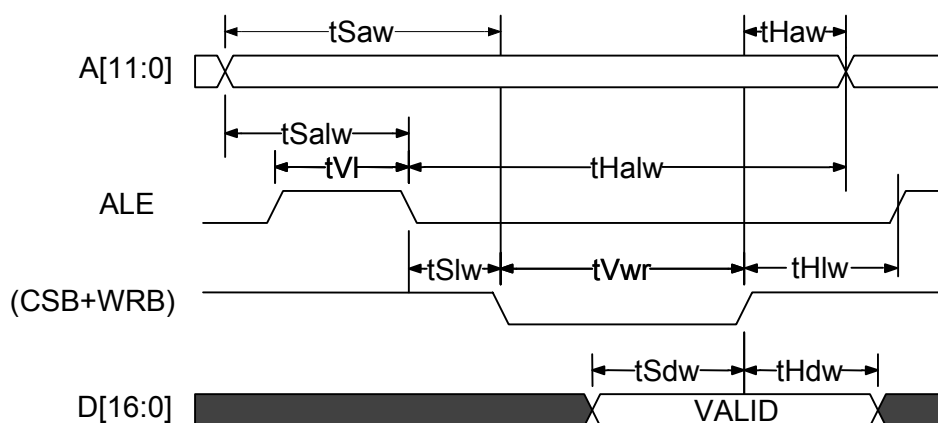 tSaw
tHaw
A[11:0]
tSalw
tVl
tHalw
ALE
tSlw
tVwr
tHlw
(CSB+WRB)
tSdw
tHdw
D[16:0]
VALID